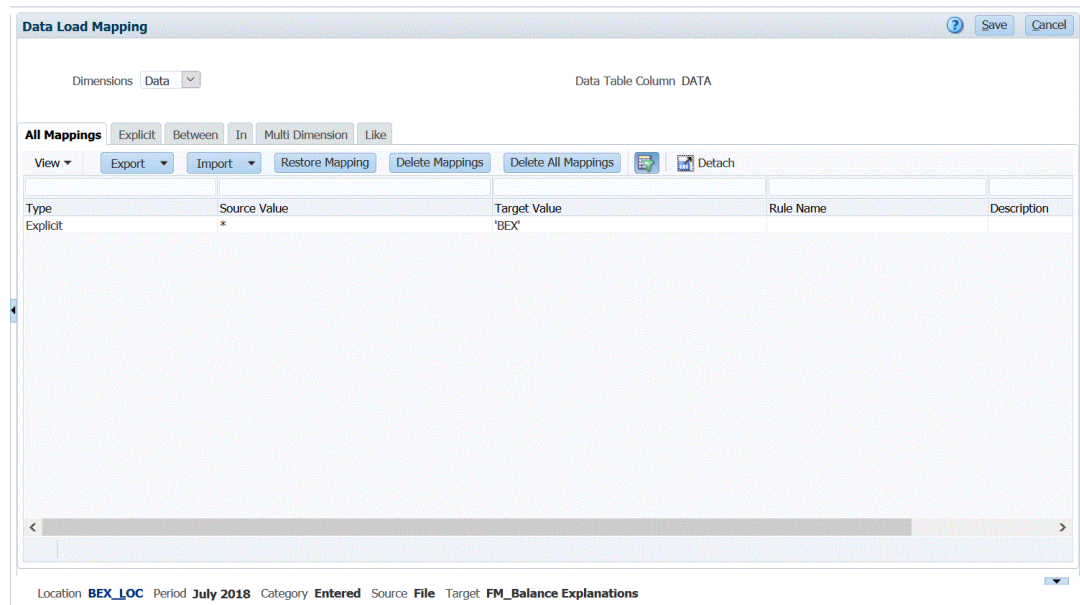 Data Load Mapping ? Save Cancel
Dimensions Data Data Table Column DATA
All Mappings Explicit Between In Multi Dimension Like
View Export Import Restore Mapping Delete Mappings Delete All Mappings Detach
Type Source Value Target Value Rule Name Description
Explicit * 'BEX'
Location BEX_LOC Period July 2018 Category Entered Source File Target FM_Balance Explanations